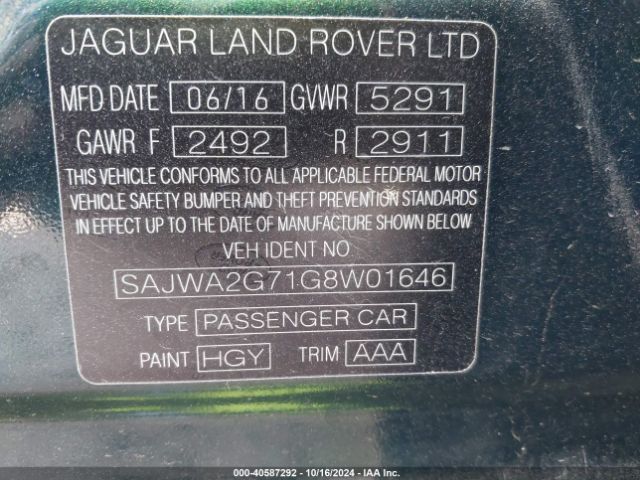 JAGUAR LAND ROVER LTD
MFD DATE 06/16 GVWR 5291
GAWR F 2492 R 2911
THIS VEHICLE CONFORMS TO ALL APPLICABLE FEDERAL MOTOR
VEHICLE SAFETY BUMPER AND THEFT PREVENTION STANDARDS
IN EFFECT UP TO THE DATE OF MANUFACTURE SHOWN BELOW
VEH IDENT NO
SAJWA2G71G8W01646
TYPE PASSENGER CAR
PAINT HGY TRIM AAA
000-40587292 - 10/16/2024 - IAA Inc.